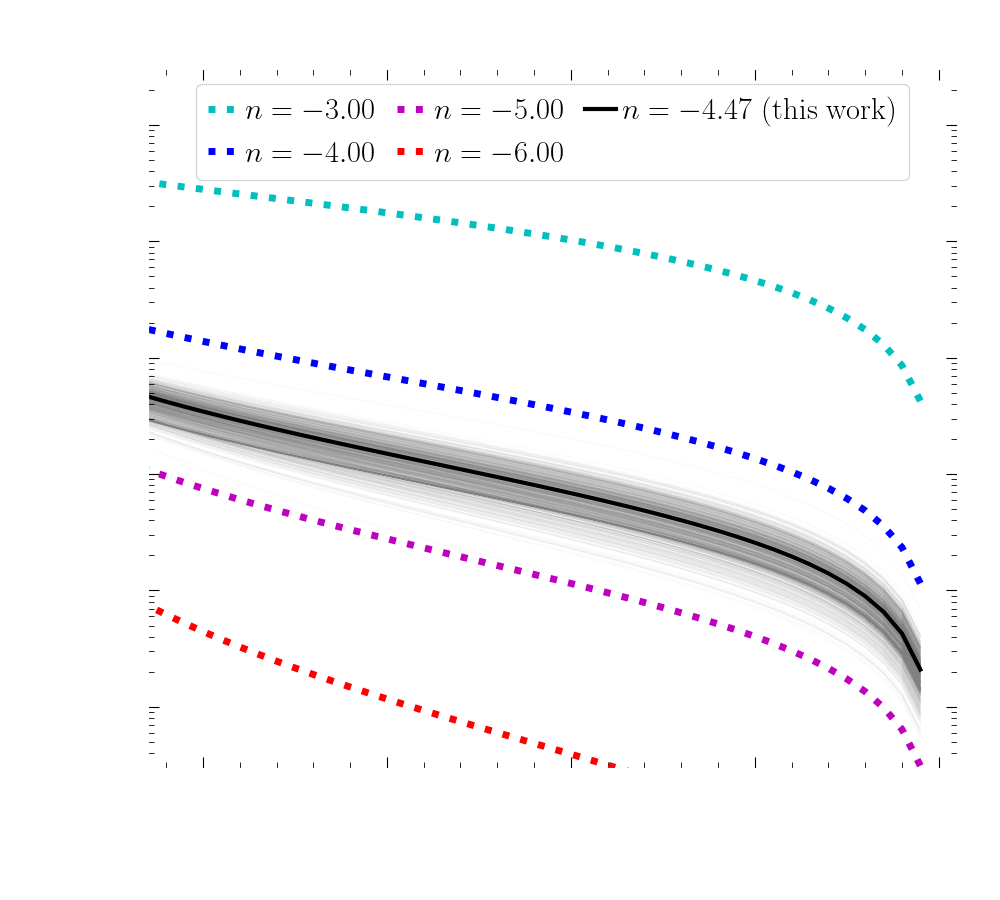 n = −3.00 n = −5.00 n = −4.47 (this work)
n = −4.00 n = −6.00